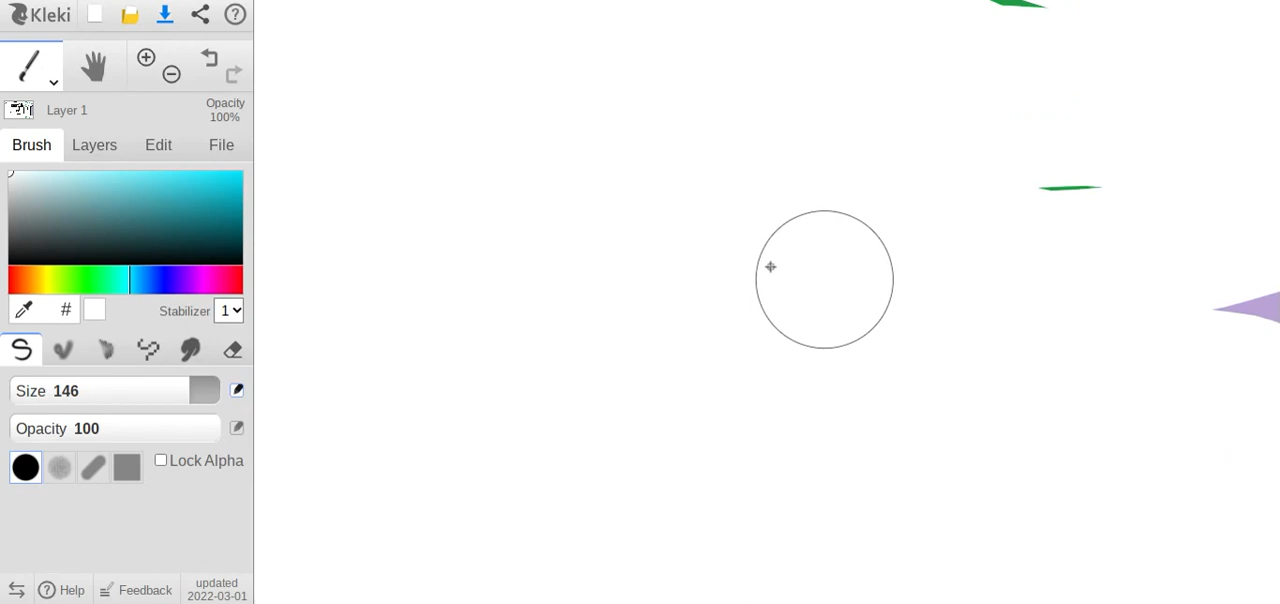 Kleki
Layer 1
Opacity
100%
Brush Layers Edit File
# Stabilizer 1
Size 146
Opacity 100
Lock Alpha
Help Feedback updated
2022-03-01